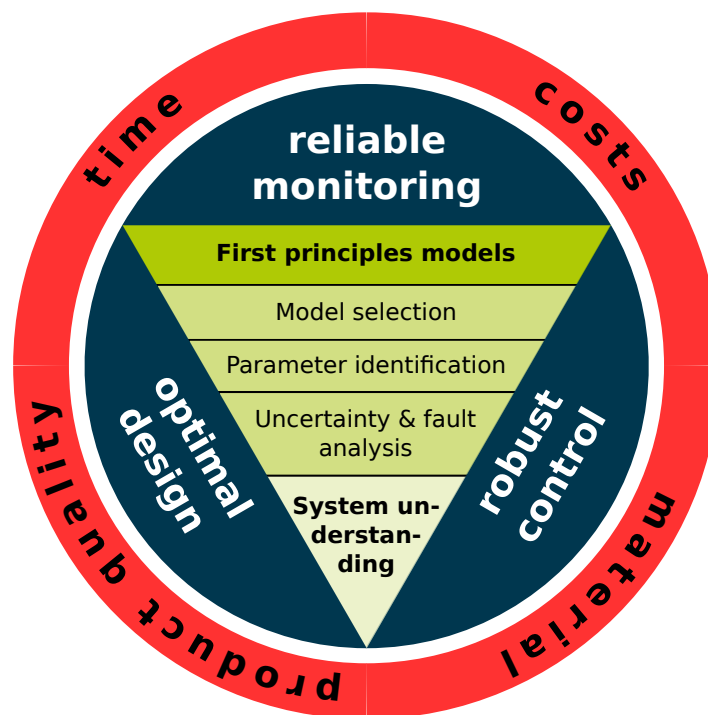 time
costs
reliable
monitoring
First principles models
Model selection
Parameter identification
Uncertainty & fault
analysis
System un-
derstan-
ding
optimal
design
robust
control
product quality
material